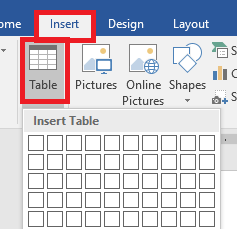 ome Insert Design Layout
Table Pictures Online Pictures Shapes
Insert Table